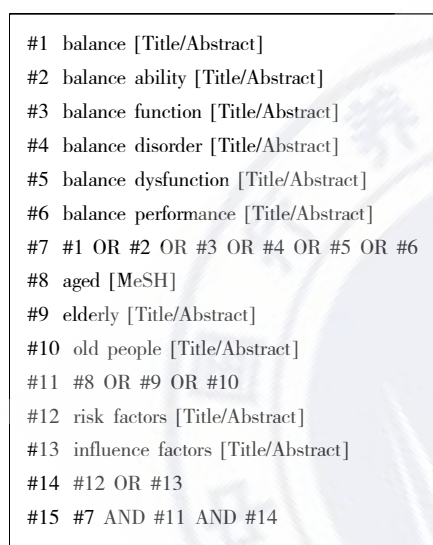 #1 balance [Title/Abstract]
#2 balance ability [Title/Abstract]
#3 balance function [Title/Abstract]
#4 balance disorder [Title/Abstract]
#5 balance dysfunction [Title/Abstract]
#6 balance performance [Title/Abstract]
#7 #1 OR #2 OR #3 OR #4 OR #5 OR #6
#8 aged [MeSH]
#9 elderly [Title/Abstract]
#10 old people [Title/Abstract]
#11 #8 OR #9 OR #10
#12 risk factors [Title/Abstract]
#13 influence factors [Title/Abstract]
#14 #12 OR #13
#15 #7 AND #11 AND #14